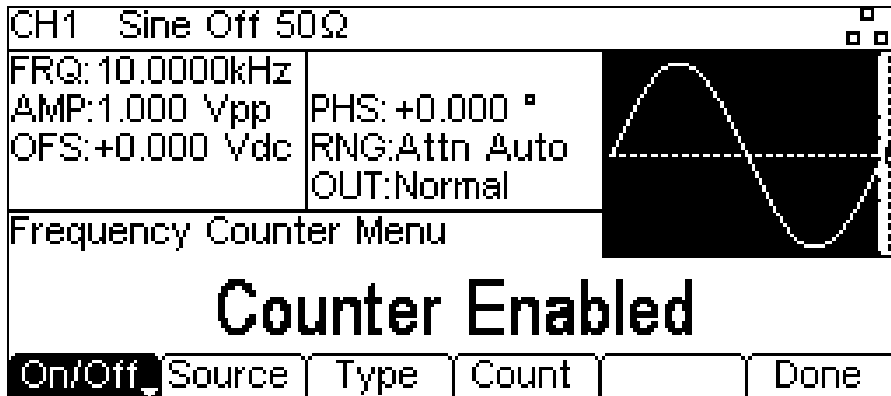 CH1 Sine Off 50Ω
FRQ:10.0000kHz
AMP:1.000 Vpp
OFS:+0.000 Vdc
PHS:+0.000 °
RNG:Attn Auto
OUT:Normal
Frequency Counter Menu
Counter Enabled
On/Off Source Type Count Done